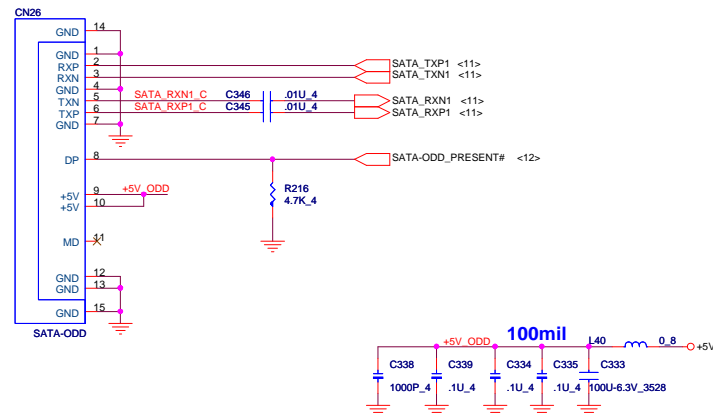 CN26
GND 14
GND 1
RXP 2 SATA_TXP1 <11>
RXN 3 SATA_TXN1 <11>
GND 4
TXN 5 SATA_RXN1_C C346 .01U_4 SATA_RXN1 <11>
TXP 6 SATA_RXP1_C C345 .01U_4 SATA_RXP1 <11>
GND 7
DP 8 SATA-ODD_PRESENT# <12>
R216
4.7K_4
+5V 9 +5V_ODD
+5V 10
MD 11
GND 12
GND 13
GND 15
SATA-ODD
100mil
+5V_ODD L40 0_8 +5V
C338 C339 C334 C335 C333
1000P_4 .1U_4 .1U_4 .1U_4 100U-6.3V_3528